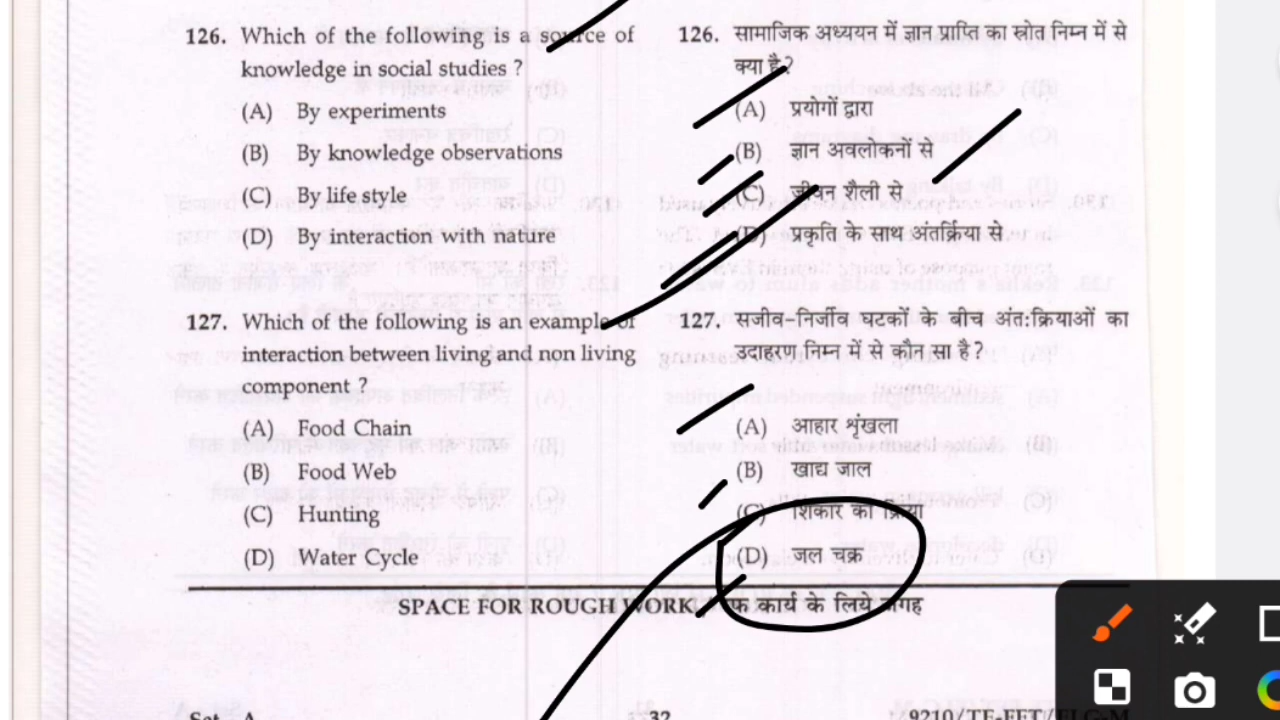 126. Which of the following is a source of
knowledge in social studies ?
(A) By experiments
(B) By knowledge observations
(C) By life style
(D) By interaction with nature
127. Which of the following is an example of
interaction between living and non living
component ?
(A) Food Chain
(B) Food Web
(C) Hunting
(D) Water Cycle
126. सामाजिक अध्ययन में ज्ञान प्राप्ति का स्रोत निम्न में से
क्या है ?
(A) प्रयोगों द्वारा
(B) ज्ञान अवलोकनों से
(C) जीवन शैली से
(D) प्रकृति के साथ अंतर्क्रिया से
127. सजीव-निर्जीव घटकों के बीच अंत:क्रियाओं का
उदाहरण निम्न में से कौन सा है ?
(A) आहार शृंखला
(B) खाद्य जाल
(C) शिकार की क्रिया
(D) जल चक्र
SPACE FOR ROUGH WORK / रफ कार्य के लिये जगह
Set - A 32